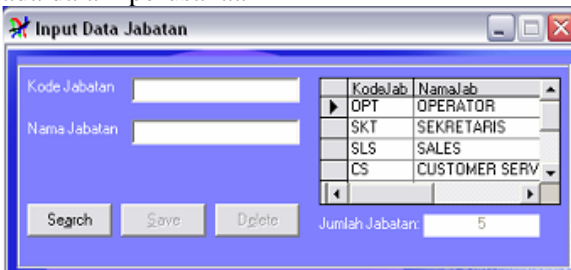 Input Data Jabatan
Kode Jabatan
Nama Jabatan
KodeJab NamaJab
OPT OPERATOR
SKT SEKRETARIS
SLS SALES
CS CUSTOMER SERV
Search Save Delete
Jumlah Jabatan: 5